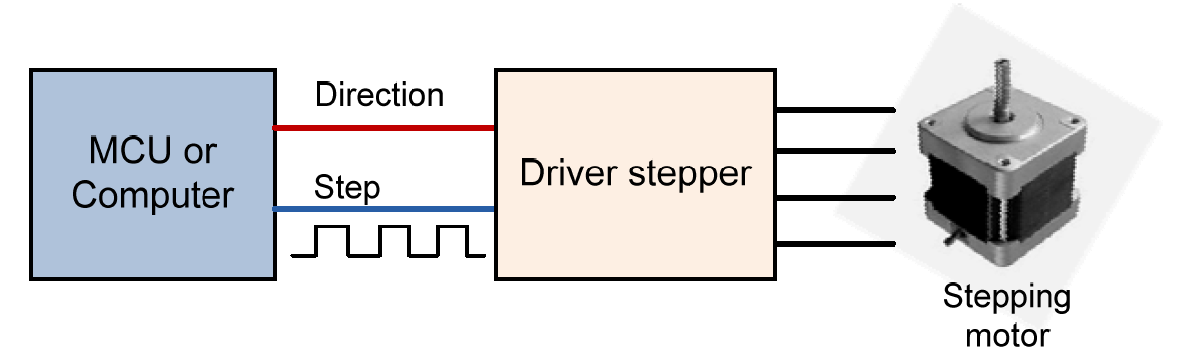 MCU or
Computer
Direction
Step
Driver stepper
Stepping
motor